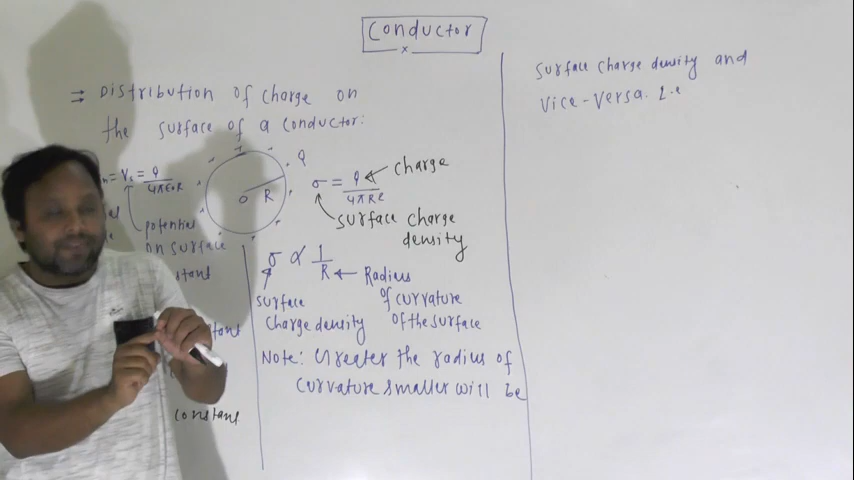 Conductor
⇒ Distribution of charge on
the surface of a conductor:
= Vs = q/4πε0R
potential
on surface
constant
Q
O R
σ = q/4πR² ← charge
surface charge
density
σ ∝ 1/R ← Radius
of curvature
of the surface
surface
charge density
Note: Greater the radius of
curvature smaller will be
surface charge density and
vice-versa. i.e